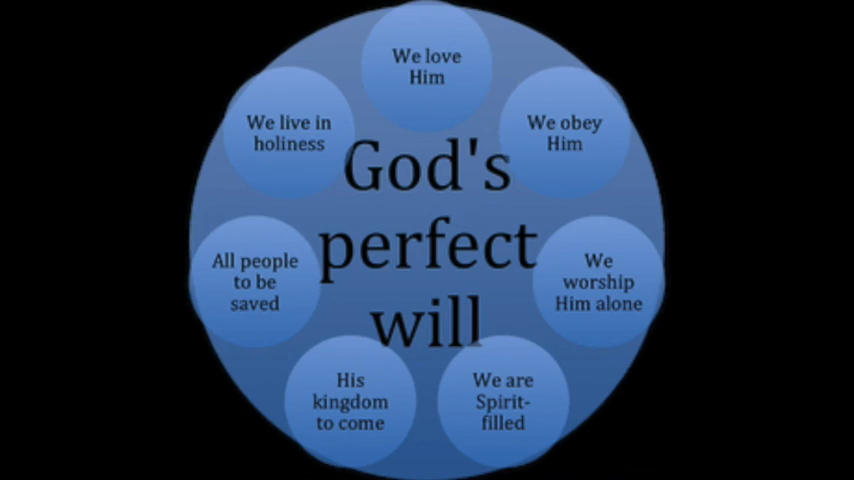 We love
Him
We obey
Him
We
worship
Him alone
We are
Spirit-
filled
His
kingdom
to come
All people
to be
saved
We live in
holiness
God's
perfect
will